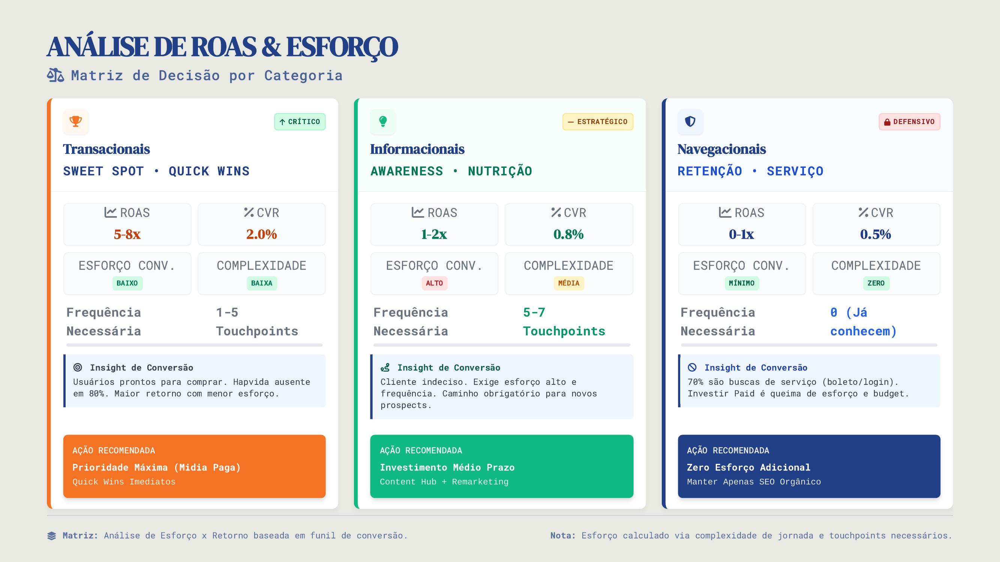 ANÁLISE DE ROAS & ESFORÇO
Matriz de Decisão por Categoria
CRÍTICO
Transacionais
SWEET SPOT • QUICK WINS
ROAS
5-8x
CVR
2.0%
ESFORÇO CONV.
BAIXO
COMPLEXIDADE
BAIXA
Frequência
Necessária
1-5
Touchpoints
Insight de Conversão
Usuários prontos para comprar. Hapvida ausente
em 80%. Maior retorno com menor esforço.
AÇÃO RECOMENDADA
Prioridade Máxima (Midia Paga)
Quick Wins Imediatos
— ESTRATÉGICO
Informacionais
AWARENESS • NUTRIÇÃO
ROAS
1-2x
CVR
0.8%
ESFORÇO CONV.
ALTO
COMPLEXIDADE
MÉDIA
Frequência
Necessária
5-7
Touchpoints
Insight de Conversão
Cliente indeciso. Exige esforço alto e
frequência. Caminho obrigatório para novos
prospects.
AÇÃO RECOMENDADA
Investimento Médio Prazo
Content Hub + Remarketing
DEFENSIVO
Navegacionais
RETENÇÃO • SERVIÇO
ROAS
0-1x
CVR
0.5%
ESFORÇO CONV.
MÍNIMO
COMPLEXIDADE
ZERO
Frequência
Necessária
0 (Já
conhecem)
Insight de Conversão
70% são buscas de serviço (boleto/login).
Investir Paid é queima de esforço e budget.
AÇÃO RECOMENDADA
Zero Esforço Adicional
Manter Apenas SEO Orgânico
Matriz: Análise de Esforço x Retorno baseada em funil de conversão.
Nota: Esforço calculado via complexidade de jornada e touchpoints necessários.